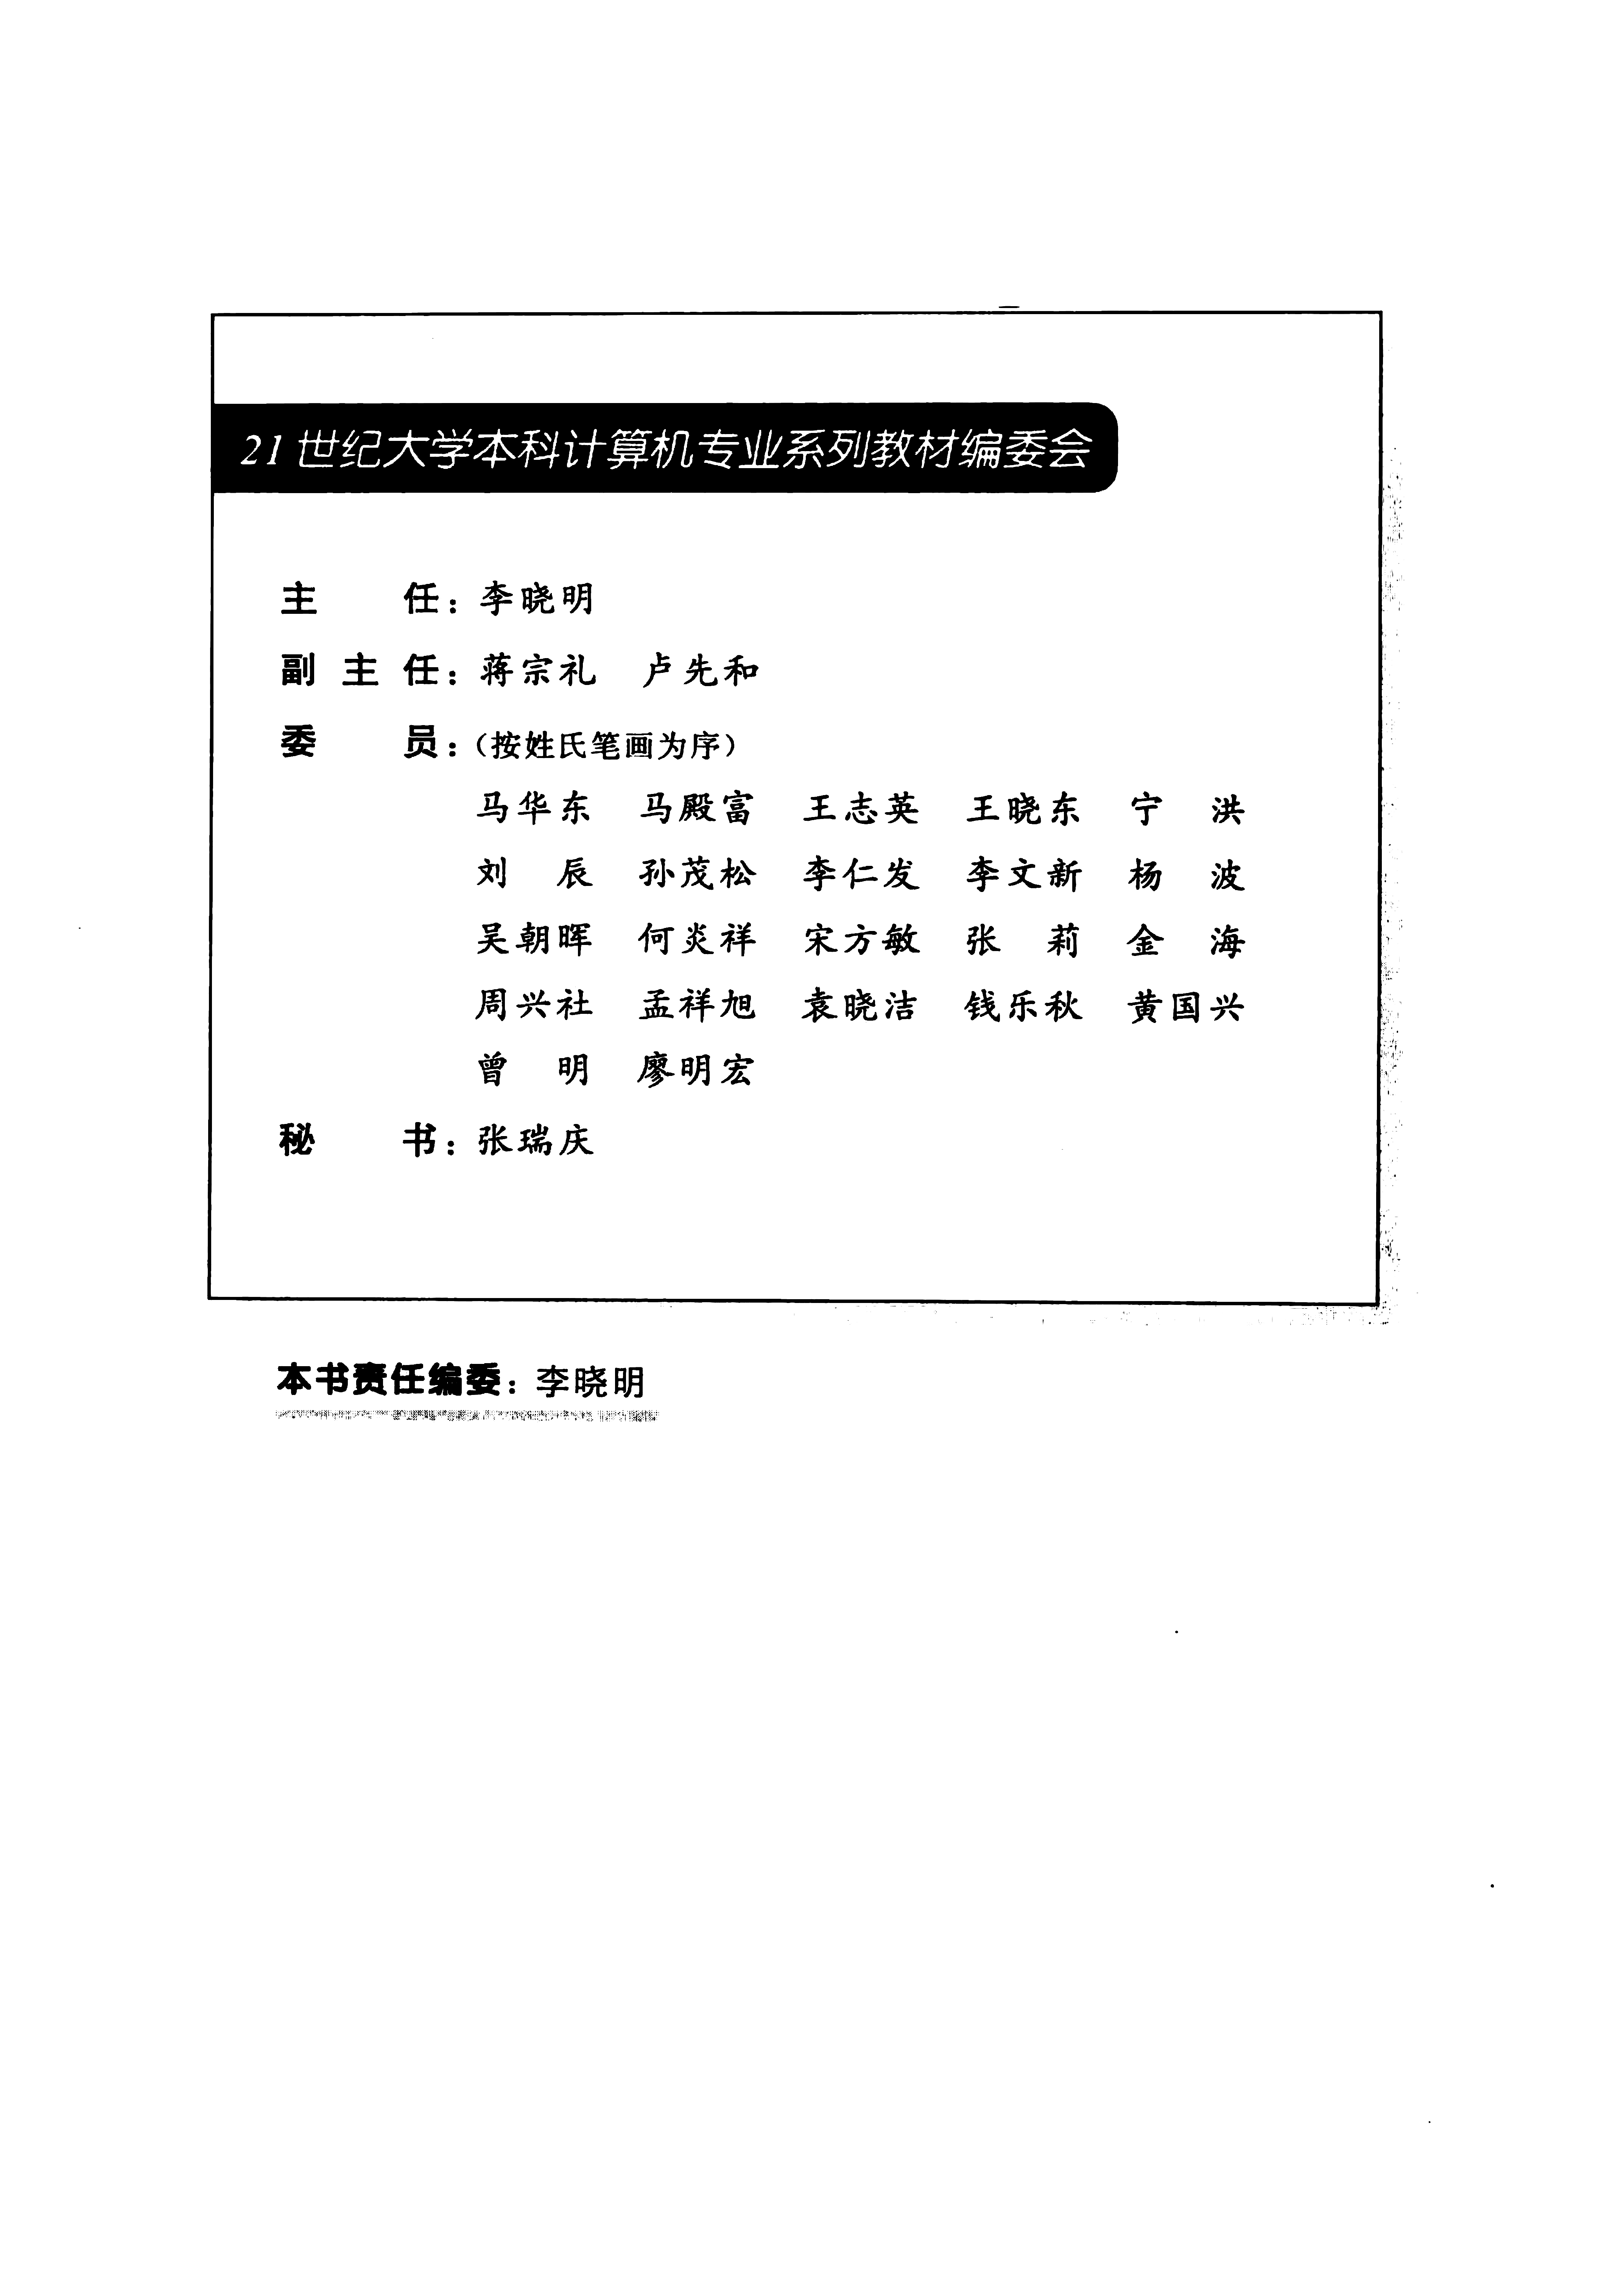 21世纪大学本科计算机专业系列教材编委会
主 任：李晓明
副主任：蒋宗礼 卢先和
委 员：（按姓氏笔画为序）
马华东 马殿富 王志英 王晓东 宁 洪
刘 辰 孙茂松 李仁发 李文新 杨 波
吴朝晖 何炎祥 宋方敏 张 莉 金 海
周兴社 孟祥旭 袁晓洁 钱乐秋 黄国兴
曾 明 廖明宏
秘 书：张瑞庆
本书责任编委：李晓明